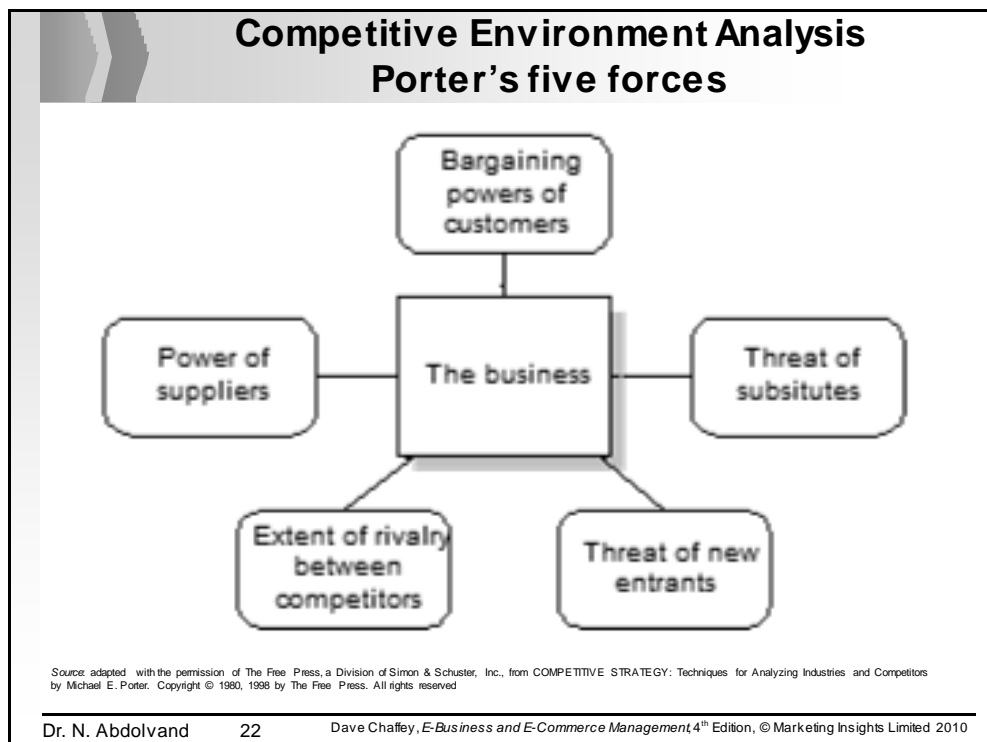 Competitive Environment Analysis
Porter's five forces
Bargaining
powers of
customers
Power of
suppliers
The business
Threat of
subsitutes
Extent of rivalry
between
competitors
Threat of new
entrants
Source: adapted with the permission of The Free Press, a Division of Simon & Schuster, Inc., from COMPETITIVE STRATEGY: Techniques for Analyzing Industries and Competitors
by Michael E. Porter. Copyright © 1980, 1998 by The Free Press. All rights reserved
Dr. N. Abdolvand 22 Dave Chaffey, E-Business and E-Commerce Management, 4th Edition, © Marketing Insights Limited 2010